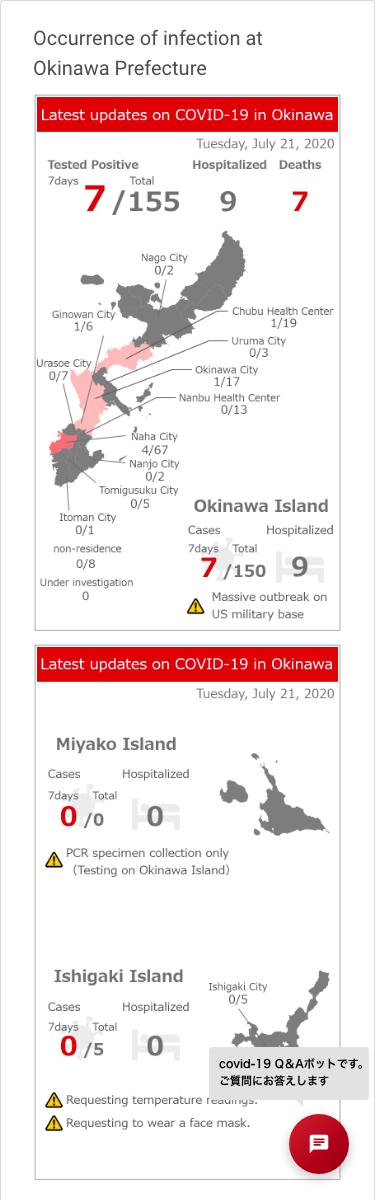 Occurrence of infection at
Okinawa Prefecture
Latest updates on COVID-19 in Okinawa
Tuesday, July 21, 2020
Tested Positive Hospitalized Deaths
7days Total
7/155 9 7
Nago City
0/2
Ginowan City
1/6
Chubu Health Center
1/19
Uruma City
0/3
Urasoe City
0/7
Okinawa City
1/17
Nanbu Health Center
0/13
Naha City
4/67
Nanjo City
0/2
Tomigusuku City
0/5
Itoman City
0/1
non-residence
0/8
Under investigation
0
Okinawa Island
Cases Hospitalized
7days Total
7/150 9
Massive outbreak on
US military base
Latest updates on COVID-19 in Okinawa
Tuesday, July 21, 2020
Miyako Island
Cases Hospitalized
7days Total
0/0 0
PCR specimen collection only
（Testing on Okinawa Island）
Ishigaki Island
Ishigaki City
0/5
Cases Hospitalized
7days Total
0/5 0
covid-19 Q&Aボットです。
ご質問にお答えします
Requesting temperature readings.
Requesting to wear a face mask.